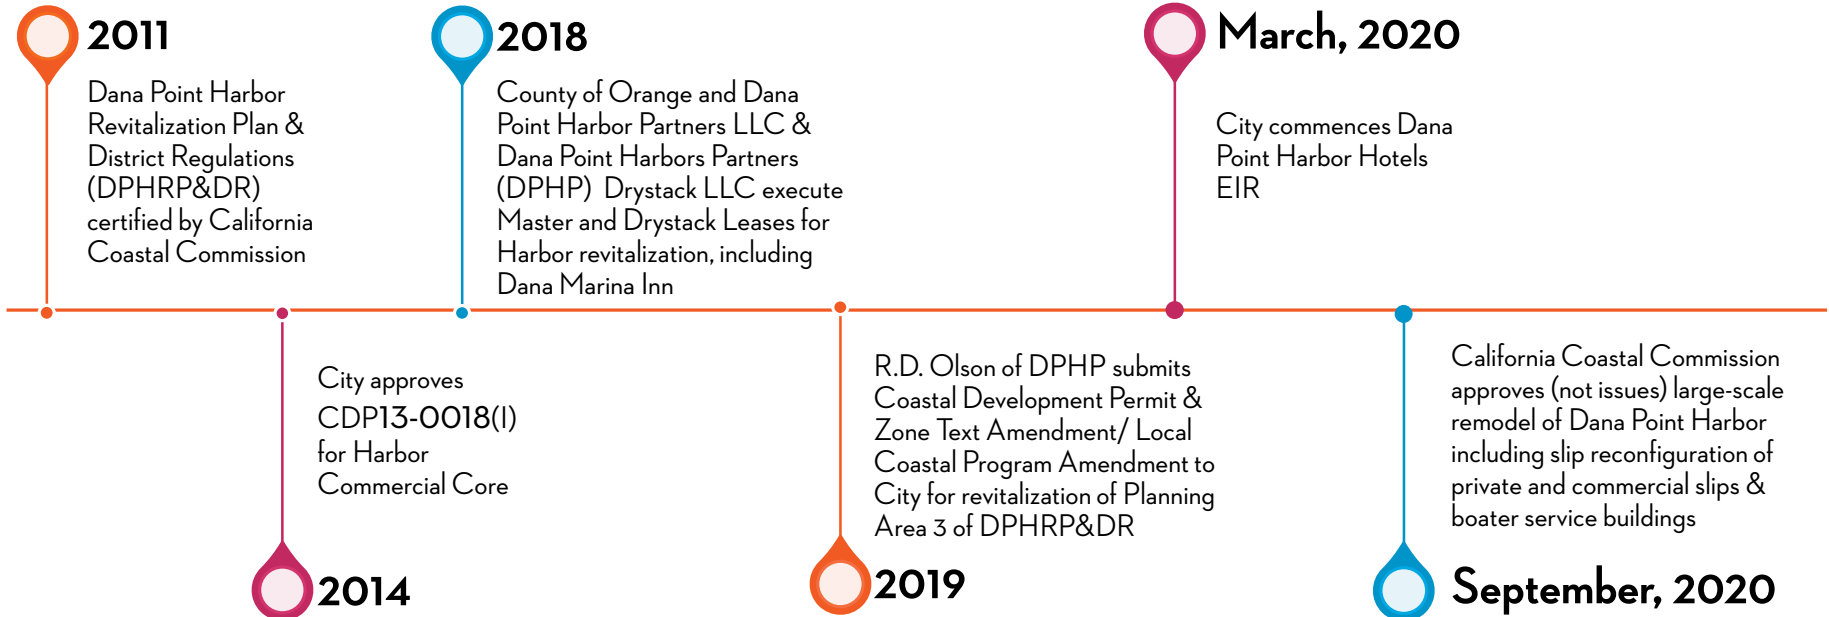 2011
Dana Point Harbor
Revitalization Plan &
District Regulations
(DPHRP&DR)
certified by California
Coastal Commission
2014
City approves
CDP13-0018(I)
for Harbor
Commercial Core
2018
County of Orange and Dana
Point Harbor Partners LLC &
Dana Point Harbors Partners
(DPHP) Drystack LLC execute
Master and Drystack Leases for
Harbor revitalization, including
Dana Marina Inn
2019
R.D. Olson of DPHP submits
Coastal Development Permit &
Zone Text Amendment/ Local
Coastal Program Amendment to
City for revitalization of Planning
Area 3 of DPHRP&DR
March, 2020
City commences Dana
Point Harbor Hotels
EIR
September, 2020
California Coastal Commission
approves (not issues) large-scale
remodel of Dana Point Harbor
including slip reconfiguration of
private and commercial slips &
boater service buildings